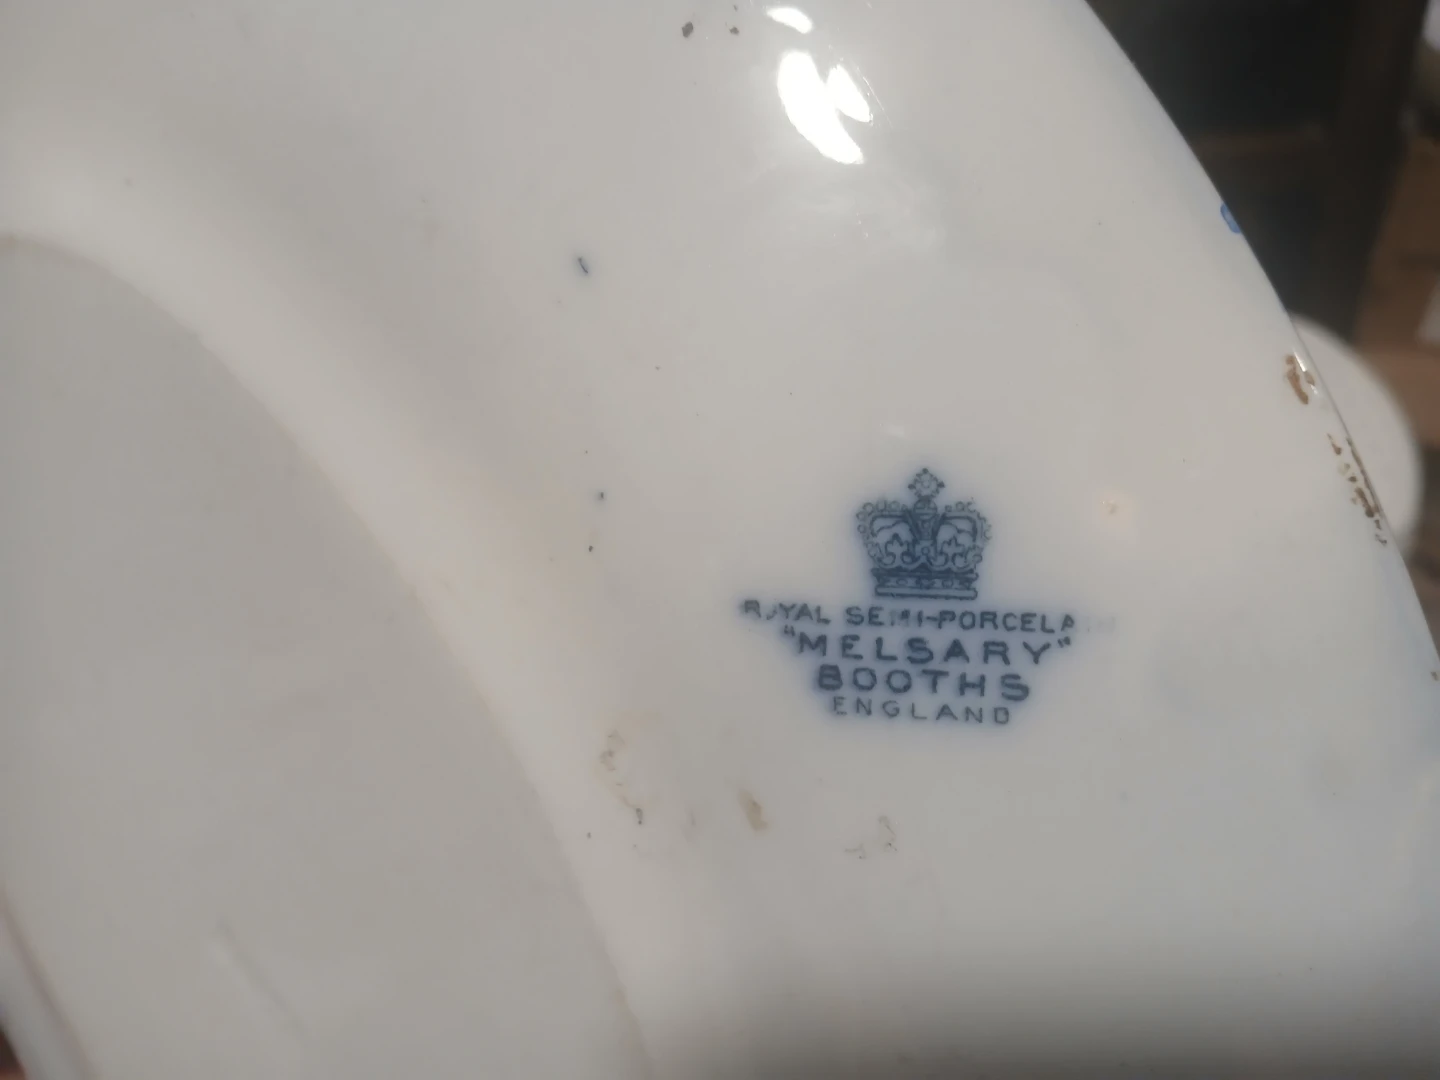 ROYAL SEMI-PORCELAIN
"MELSARY"
BOOTHS
ENGLAND